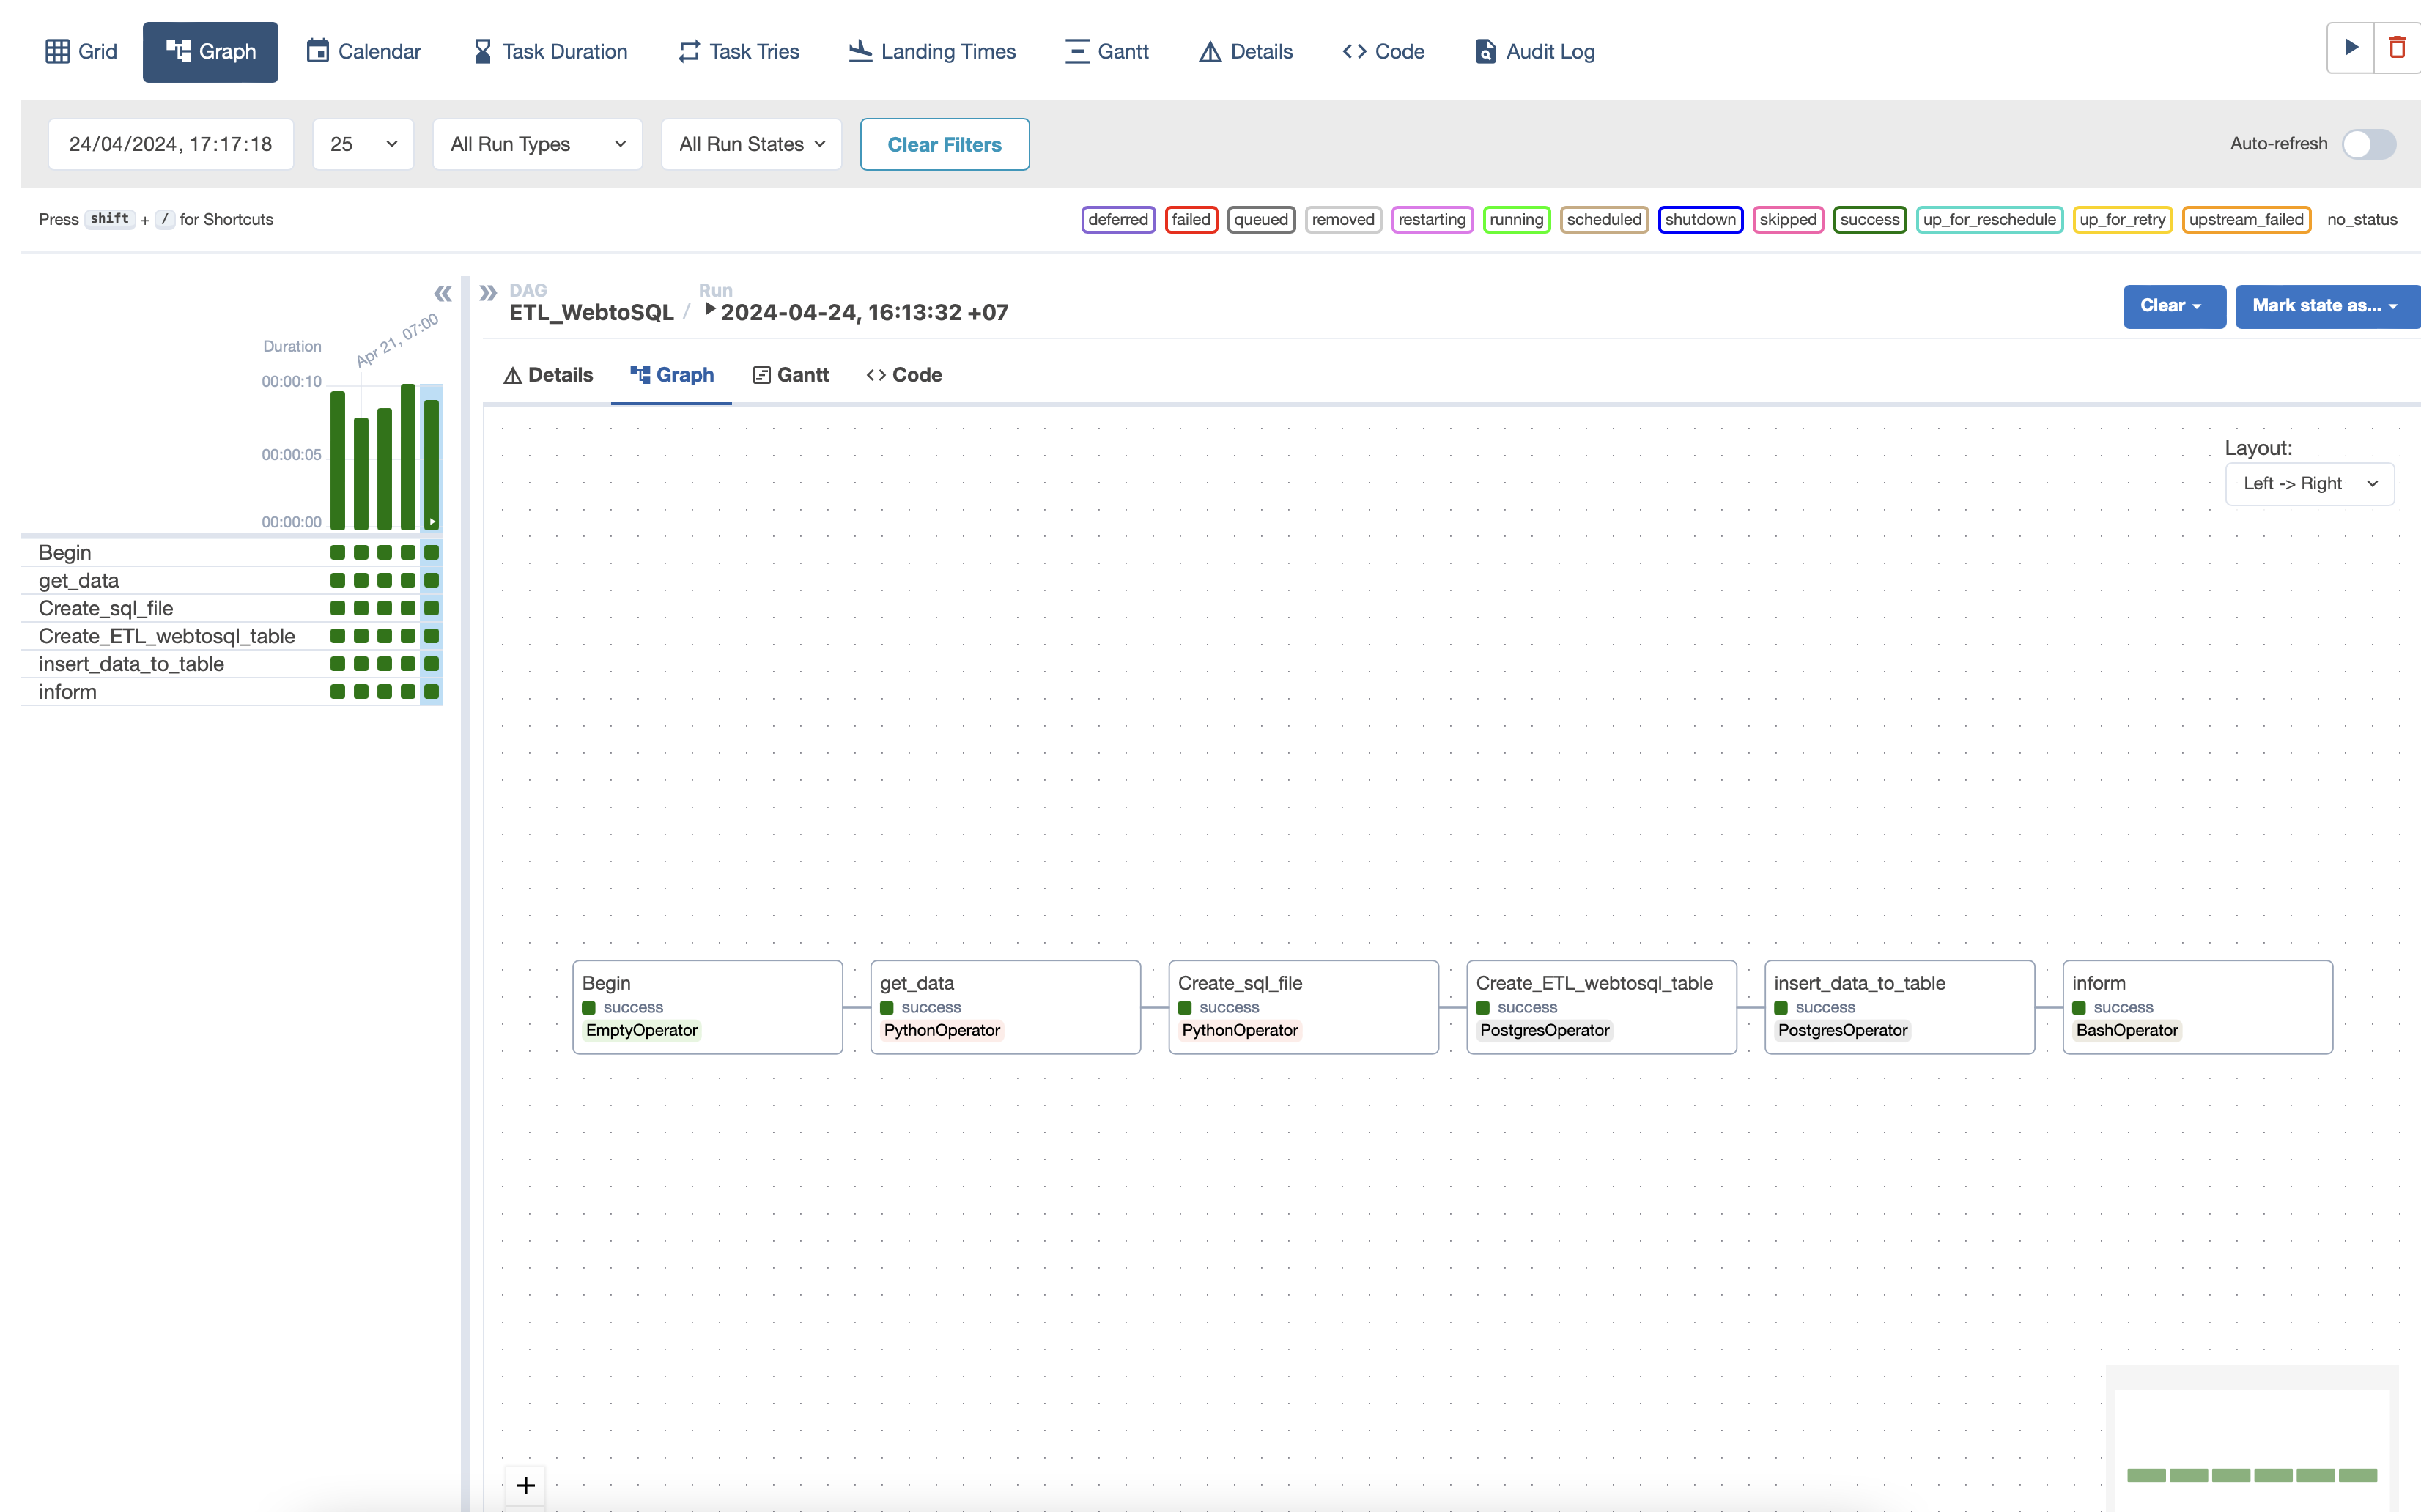 Grid Graph Calendar Task Duration Task Tries Landing Times Gantt Details Code Audit Log
24/04/2024, 17:17:18 25 All Run Types All Run States Clear Filters Auto-refresh
Press shift + / for Shortcuts deferred failed queued removed restarting running scheduled shutdown skipped success up_for_reschedule up_for_retry upstream_failed no_status
DAG Run
ETL_WebtoSQL / 2024-04-24, 16:13:32 +07 Clear Mark state as...
Details Graph Gantt Code
Apr 21, 07:00
Duration
00:00:10
00:00:05
00:00:00
Begin
get_data
Create_sql_file
Create_ETL_webtosql_table
insert_data_to_table
inform
Layout:
Left -> Right
Begin
success
EmptyOperator
get_data
success
PythonOperator
Create_sql_file
success
PythonOperator
Create_ETL_webtosql_table
success
PostgresOperator
insert_data_to_table
success
PostgresOperator
inform
success
BashOperator
+